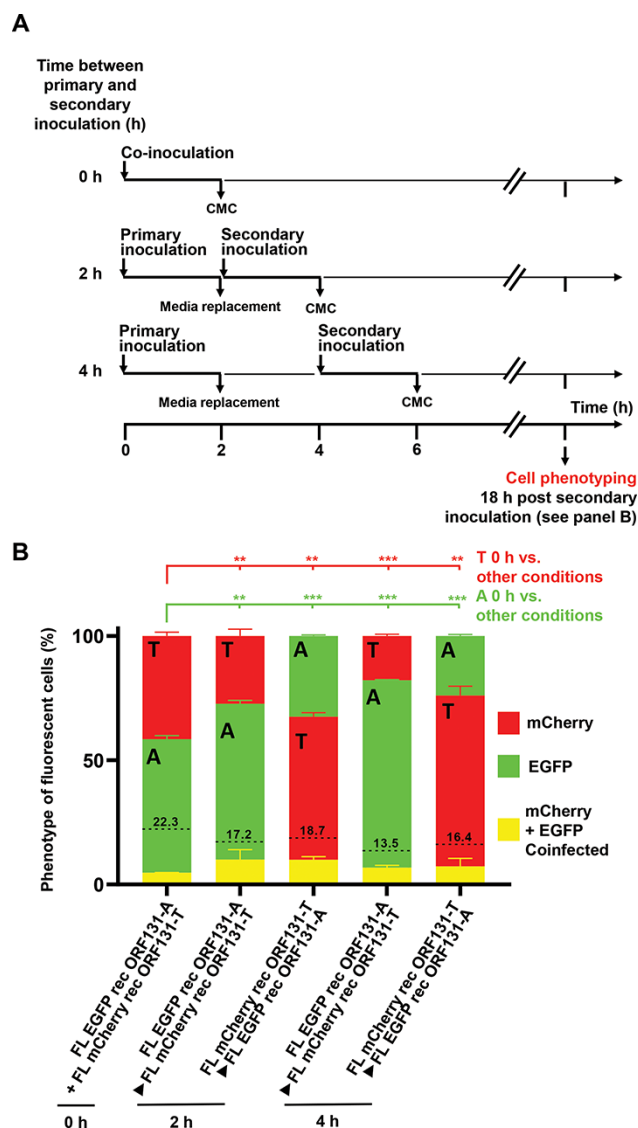 A
Time between
primary and
secondary
inoculation (h)
Co-inoculation
0 h
CMC
Primary
inoculation
Secondary
inoculation
2 h
Media replacement
CMC
Primary
inoculation
Secondary
inoculation
4 h
Media replacement
CMC
Time (h)
0 2 4 6
Cell phenotyping
18 h post secondary
inoculation (see panel B)
B
** ** *** **
T 0 h vs.
other conditions
** *** *** ***
A 0 h vs.
other conditions
Phenotype of fluorescent cells (%)
100
50
0
T
A
22.3
T
A
17.2
A
T
18.7
T
A
13.5
A
T
16.4
mCherry
EGFP
mCherry
+ EGFP
Coinfected
FL EGFP rec ORF131-A
+ FL mCherry rec ORF131-T
FL EGFP rec ORF131-A
▶FL mCherry rec ORF131-T
FL mCherry rec ORF131-T
▶FL EGFP rec ORF131-A
FL EGFP rec ORF131-A
▶FL mCherry rec ORF131-T
FL mCherry rec ORF131-T
▶FL EGFP rec ORF131-A
0 h
2 h
4 h